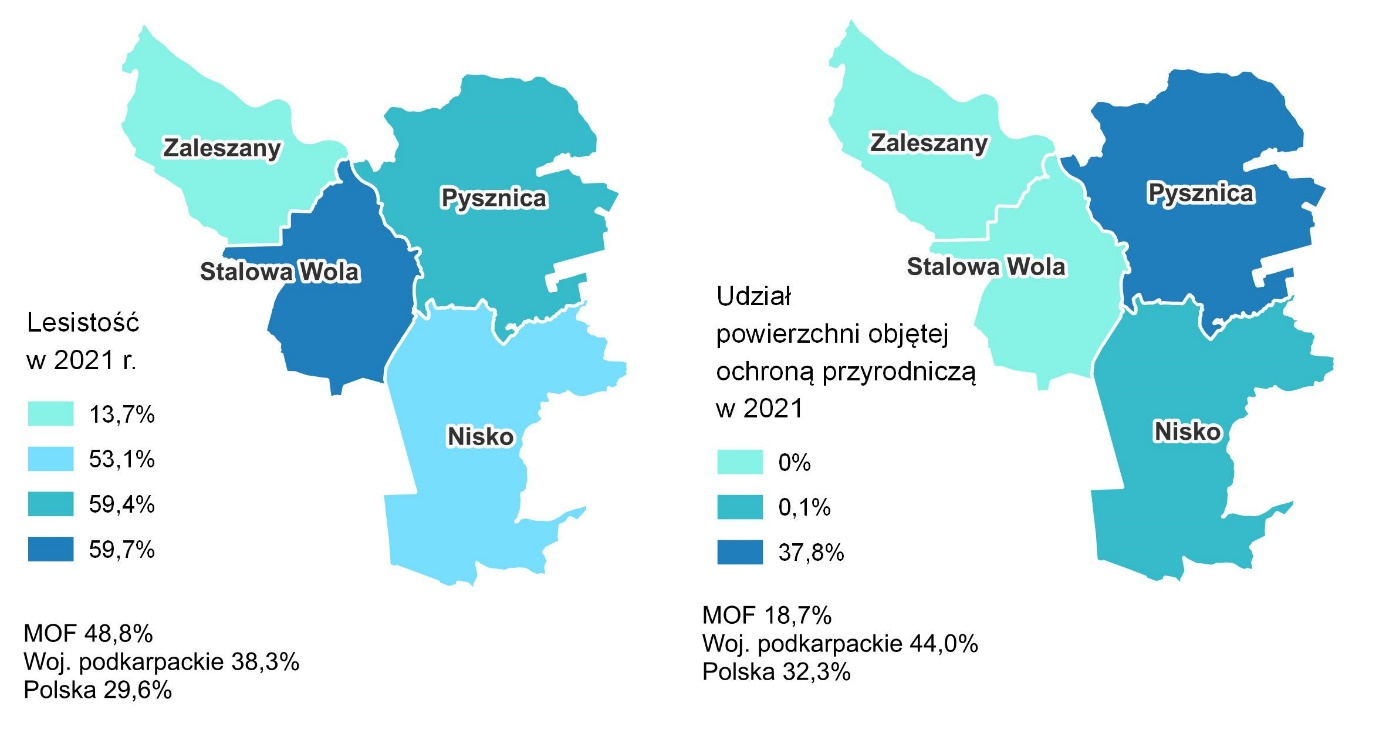 Zaleszany
Pysznica
Stalowa Wola
Nisko
Lesistość
w 2021 r.
13,7%
53,1%
59,4%
59,7%
MOF 48,8%
Woj. podkarpackie 38,3%
Polska 29,6%
Zaleszany
Pysznica
Stalowa Wola
Nisko
Udział
powierzchni objętej
ochroną przyrodniczą
w 2021
0%
0,1%
37,8%
MOF 18,7%
Woj. podkarpackie 44,0%
Polska 32,3%